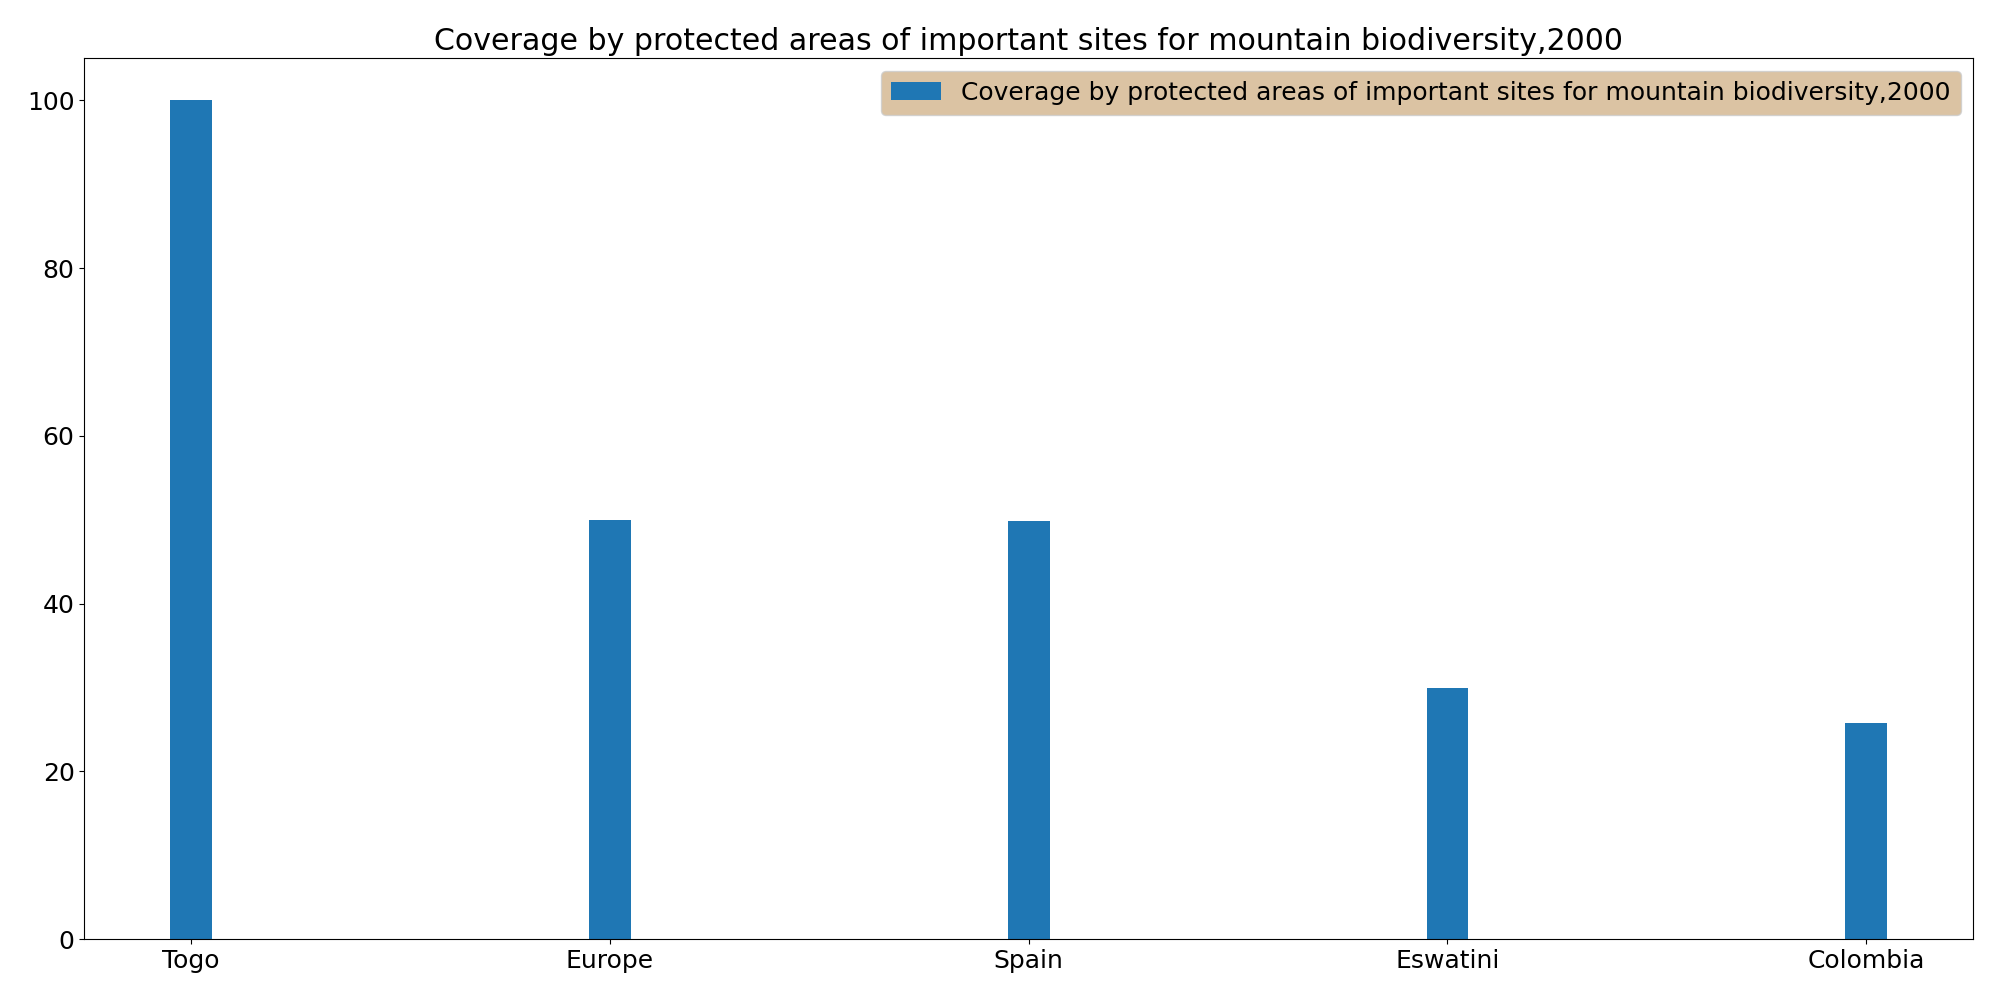 Coverage by protected areas of important sites for mountain biodiversity,2000
Coverage by protected areas of important sites for mountain biodiversity,2000
100
80
60
40
20
0
Togo Europe Spain Eswatini Colombia